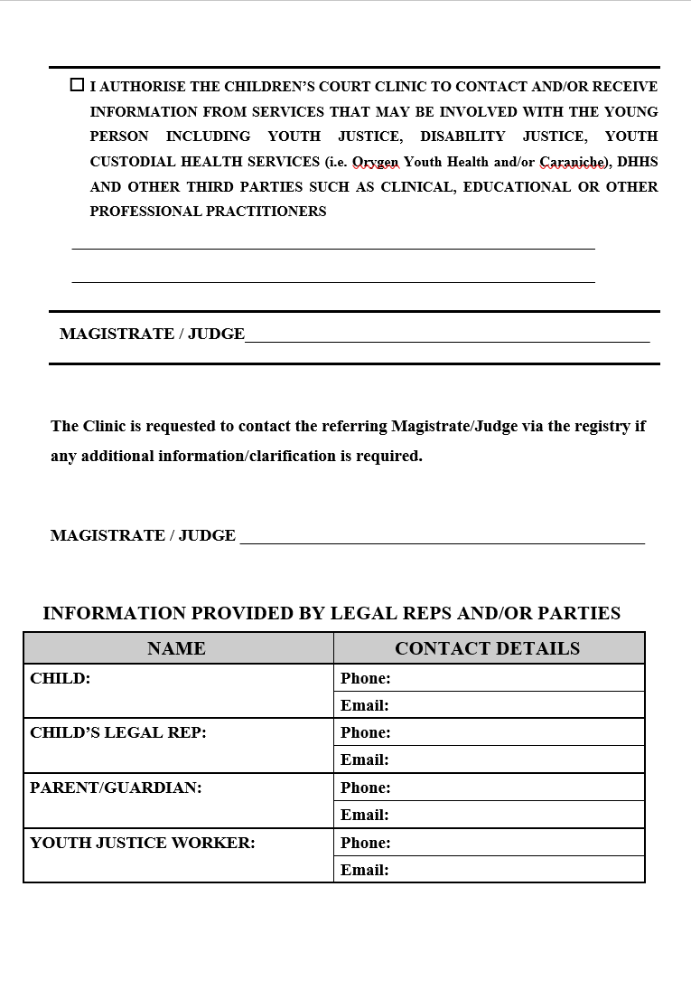 I AUTHORISE THE CHILDREN’S COURT CLINIC TO CONTACT AND/OR RECEIVE
INFORMATION FROM SERVICES THAT MAY BE INVOLVED WITH THE YOUNG
PERSON INCLUDING YOUTH JUSTICE, DISABILITY JUSTICE, YOUTH
CUSTODIAL HEALTH SERVICES (i.e. Orygen Youth Health and/or Caraniche), DHHS
AND OTHER THIRD PARTIES SUCH AS CLINICAL, EDUCATIONAL OR OTHER
PROFESSIONAL PRACTITIONERS
MAGISTRATE / JUDGE
The Clinic is requested to contact the referring Magistrate/Judge via the registry if
any additional information/clarification is required.
MAGISTRATE / JUDGE
INFORMATION PROVIDED BY LEGAL REPS AND/OR PARTIES
NAME CONTACT DETAILS
CHILD: Phone:
Email:
CHILD’S LEGAL REP: Phone:
Email:
PARENT/GUARDIAN: Phone:
Email:
YOUTH JUSTICE WORKER: Phone:
Email: